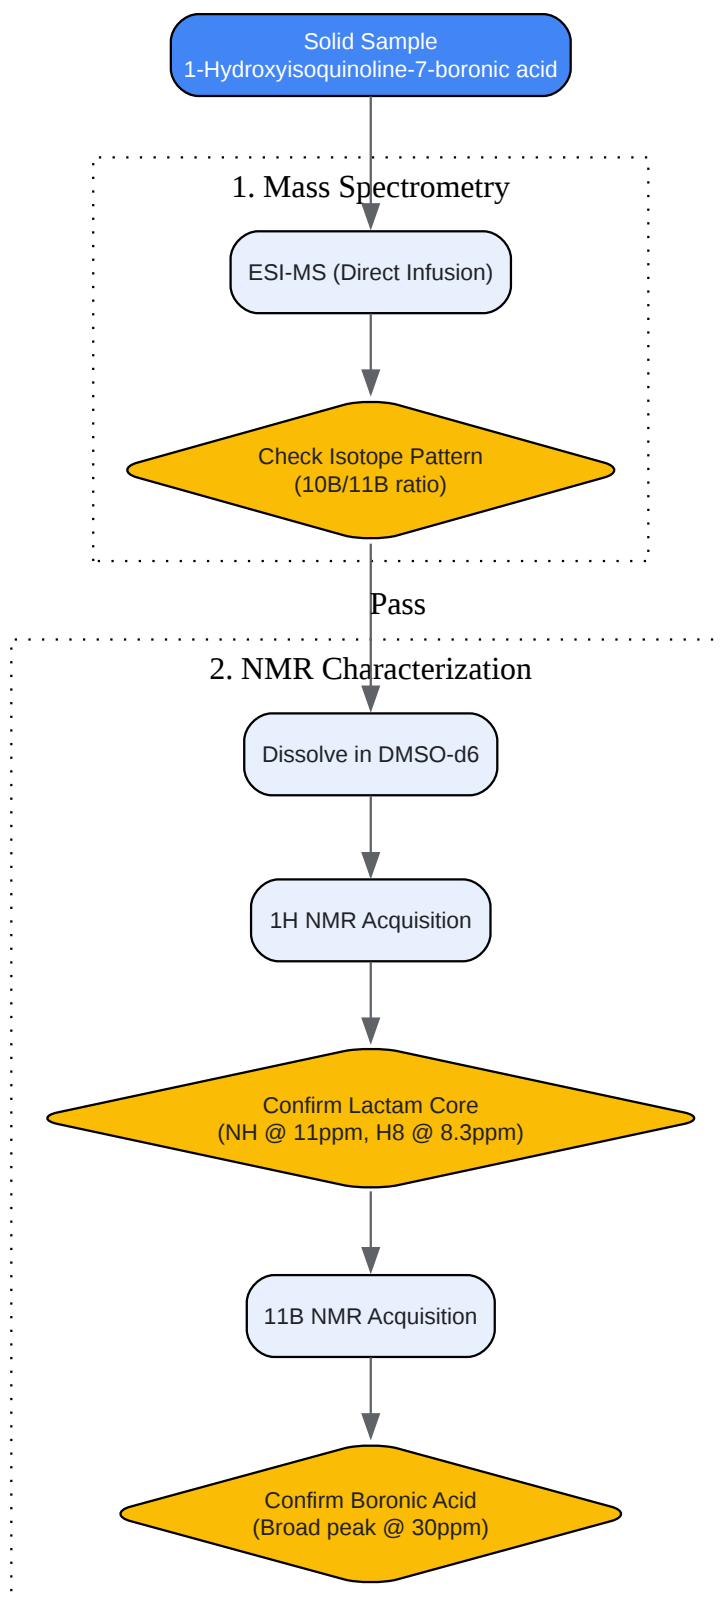 Solid Sample
1-Hydroxyisoquinoline-7-boronic acid
1. Mass Spectrometry
ESI-MS (Direct Infusion)
Check Isotope Pattern
(10B/11B ratio)
Pass
2. NMR Characterization
Dissolve in DMSO-d6
1H NMR Acquisition
Confirm Lactam Core
(NH @ 11ppm, H8 @ 8.3ppm)
11B NMR Acquisition
Confirm Boronic Acid
(Broad peak @ 30ppm)